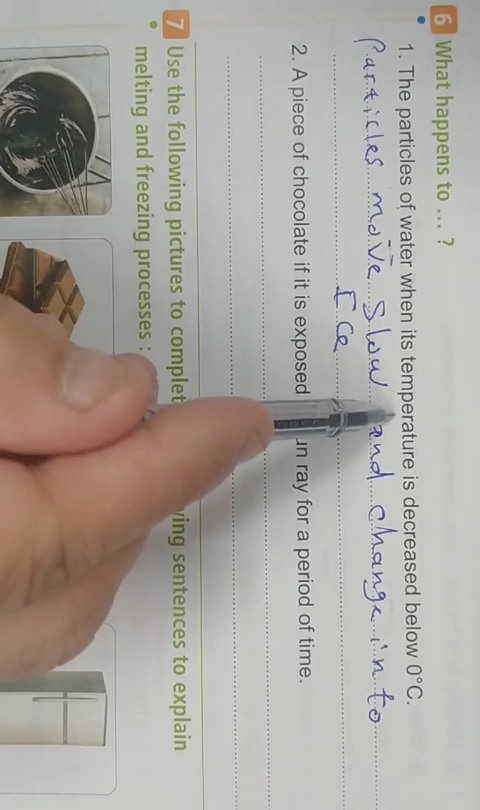 6 What happens to ... ?
1. The particles of water when its temperature is decreased below 0°C.
Particles move slow and change into
Ice
2. A piece of chocolate if it is exposed un ray for a period of time.
7 Use the following pictures to complet ing sentences to explain
melting and freezing processes :